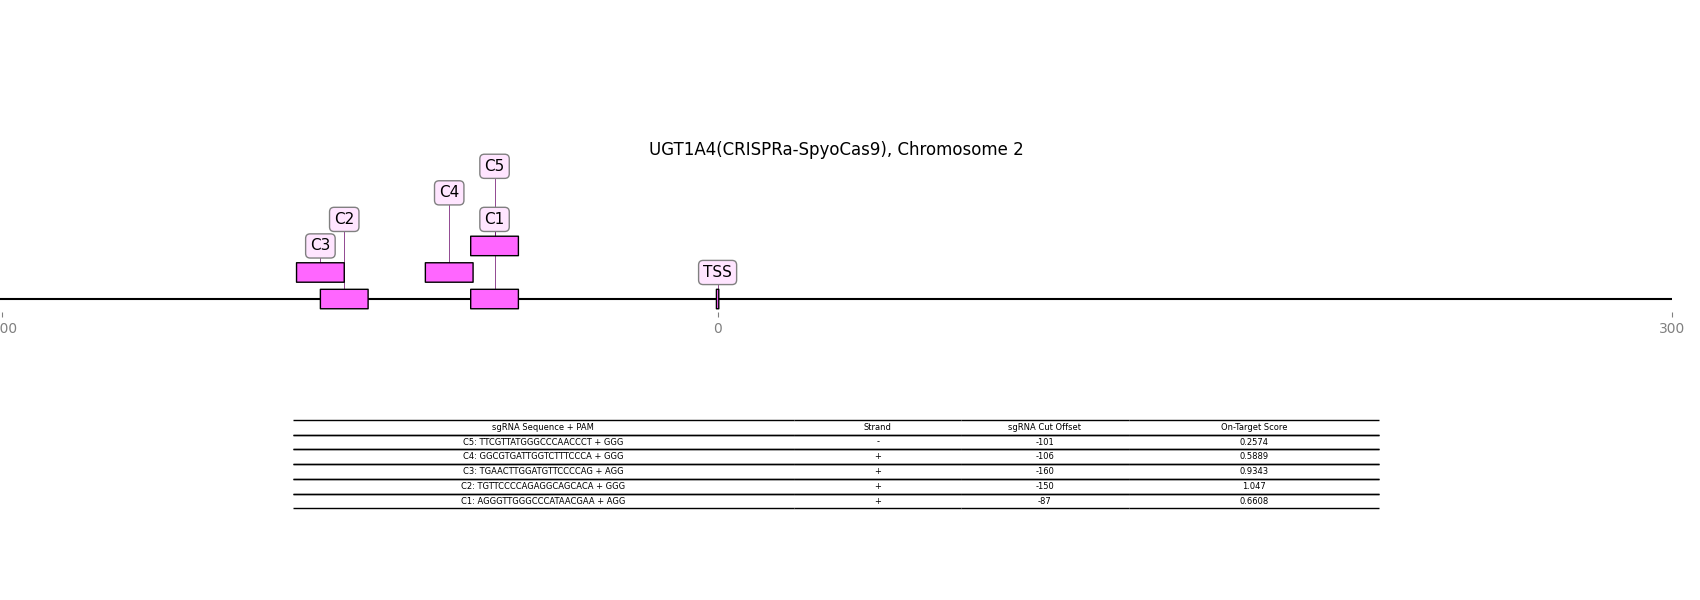 UGT1A4(CRISPRa-SpyoCas9), Chromosome 2
C5
C4
C2
C1
C3
TSS
00
0
300
sgRNA Sequence + PAM Strand sgRNA Cut Offset On-Target Score
C5: TTCGTTATGGGCCCAACCCT + GGG - -101 0.2574
C4: GGCGTGATTGGTCTTTCCCA + GGG + -106 0.5889
C3: TGAACTTGGATGTTCCCCAG + AGG + -160 0.9343
C2: TGTTCCCCAGAGGCAGCACA + GGG + -150 1.047
C1: AGGGTTGGGCCCATAACGAA + AGG + -87 0.6608